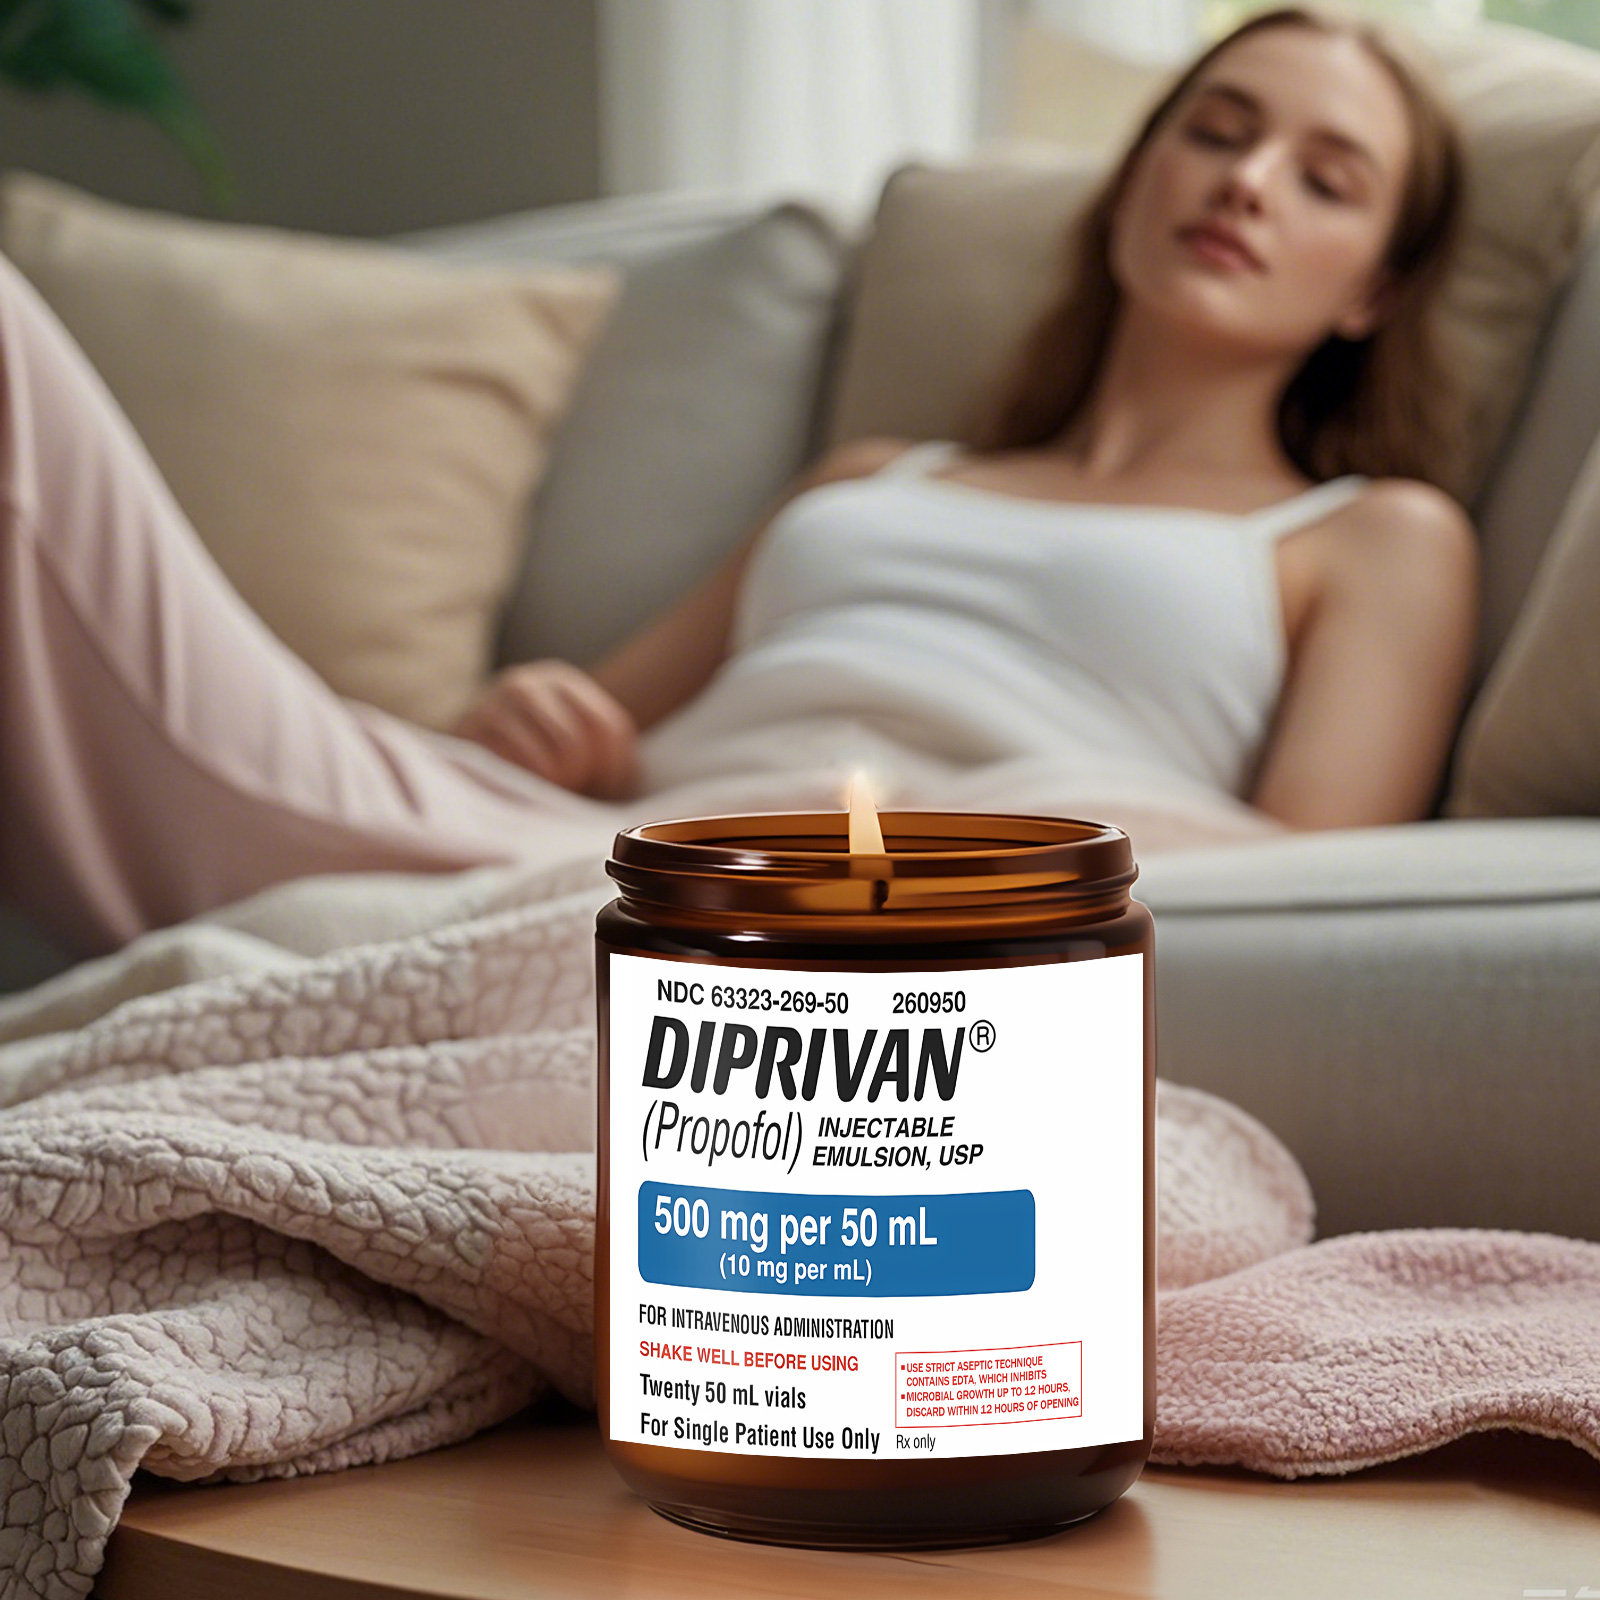 NDC 63323-269-50 260950
DIPRIVAN®
(Propofol) INJECTABLE
EMULSION, USP
500 mg per 50 mL
(10 mg per mL)
FOR INTRAVENOUS ADMINISTRATION
SHAKE WELL BEFORE USING
Twenty 50 mL vials
For Single Patient Use Only
▪USE STRICT ASEPTIC TECHNIQUE
CONTAINS EDTA, WHICH INHIBITS
▪MICROBIAL GROWTH UP TO 12 HOURS,
DISCARD WITHIN 12 HOURS OF OPENING
Rx only